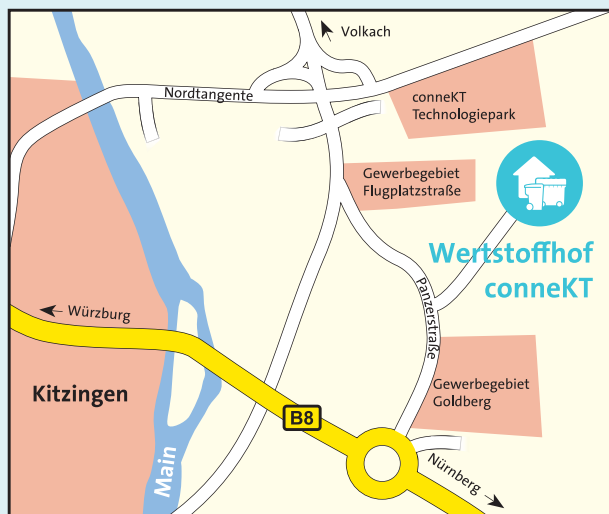 Volkach
Nordtangente
conneKT
Technologiepark
Gewerbegebiet
Flugplatzstraße
Wertstoffhof
conneKT
Panzerstraße
Würzburg
Kitzingen
Gewerbegebiet
Goldberg
B8
Main
Nürnberg